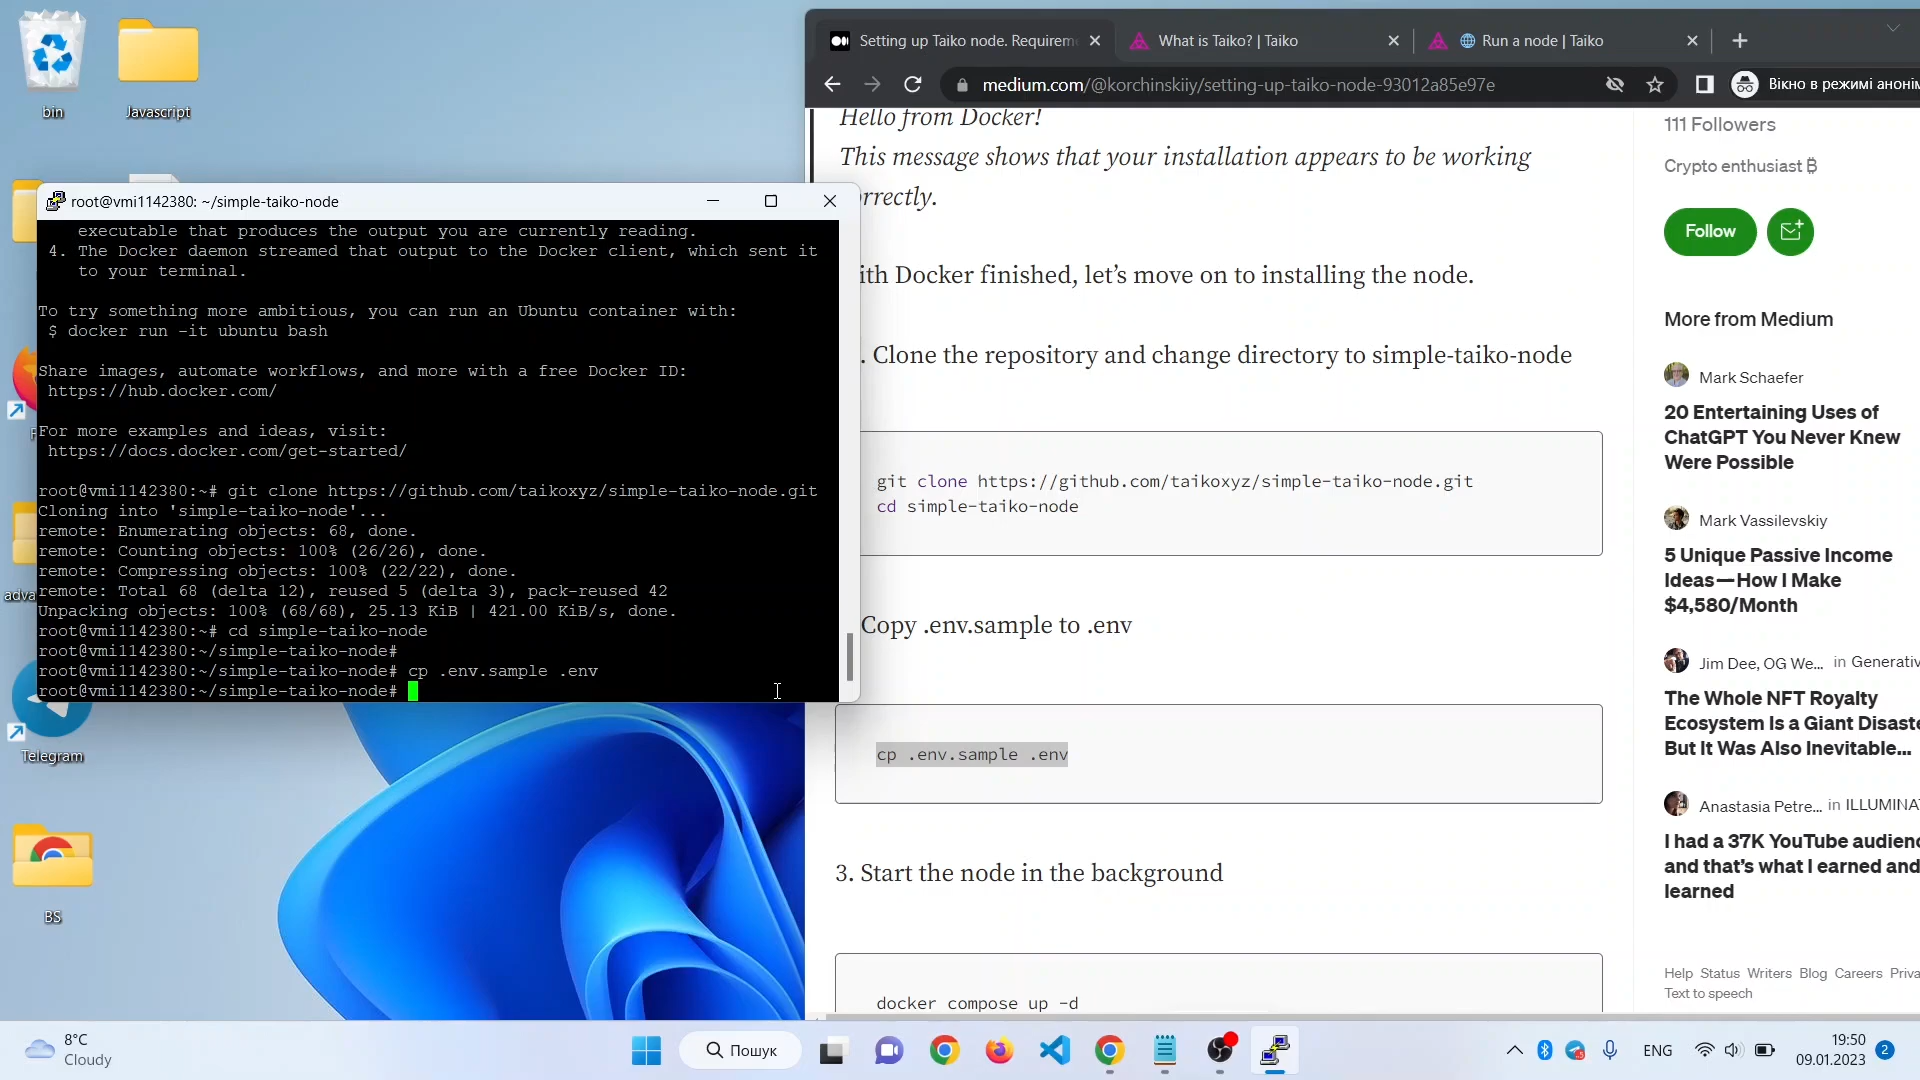 bin
Javascript
Telegram
BS
root@vmi1142380: ~/simple-taiko-node
executable that produces the output you are currently reading.
4. The Docker daemon streamed that output to the Docker client, which sent it
to your terminal.
To try something more ambitious, you can run an Ubuntu container with:
$ docker run -it ubuntu bash
Share images, automate workflows, and more with a free Docker ID:
https://hub.docker.com/
For more examples and ideas, visit:
https://docs.docker.com/get-started/
root@vmi1142380:~# git clone https://github.com/taikoxyz/simple-taiko-node.git
Cloning into 'simple-taiko-node'...
remote: Enumerating objects: 68, done.
remote: Counting objects: 100% (26/26), done.
remote: Compressing objects: 100% (22/22), done.
remote: Total 68 (delta 12), reused 5 (delta 3), pack-reused 42
Unpacking objects: 100% (68/68), 25.13 KiB | 421.00 KiB/s, done.
root@vmi1142380:~# cd simple-taiko-node
root@vmi1142380:~/simple-taiko-node#
root@vmi1142380:~/simple-taiko-node# cp .env.sample .env
root@vmi1142380:~/simple-taiko-node#
Setting up Taiko node. Requirem
What is Taiko? | Taiko
Run a node | Taiko
medium.com/@korchinskiiy/setting-up-taiko-node-93012a85e97e
Вікно в режимі анонім
Hello from Docker!
This message shows that your installation appears to be working
orrectly.
ith Docker finished, let’s move on to installing the node.
. Clone the repository and change directory to simple-taiko-node
git clone https://github.com/taikoxyz/simple-taiko-node.git
cd simple-taiko-node
Copy .env.sample to .env
cp .env.sample .env
3. Start the node in the background
docker compose up -d
111 Followers
Crypto enthusiast ₿
Follow
More from Medium
Mark Schaefer
20 Entertaining Uses of
ChatGPT You Never Knew
Were Possible
Mark Vassilevskiy
5 Unique Passive Income
Ideas — How I Make
$4,580/Month
Jim Dee, OG We... in Generativ
The Whole NFT Royalty
Ecosystem Is a Giant Disaste
But It Was Also Inevitable...
Anastasia Petre... in ILLUMINA
I had a 37K YouTube audienc
and that’s what I earned and
learned
Help Status Writers Blog Careers Priva
Text to speech
8°C
Cloudy
Пошук
ENG
19:50
09.01.2023
2